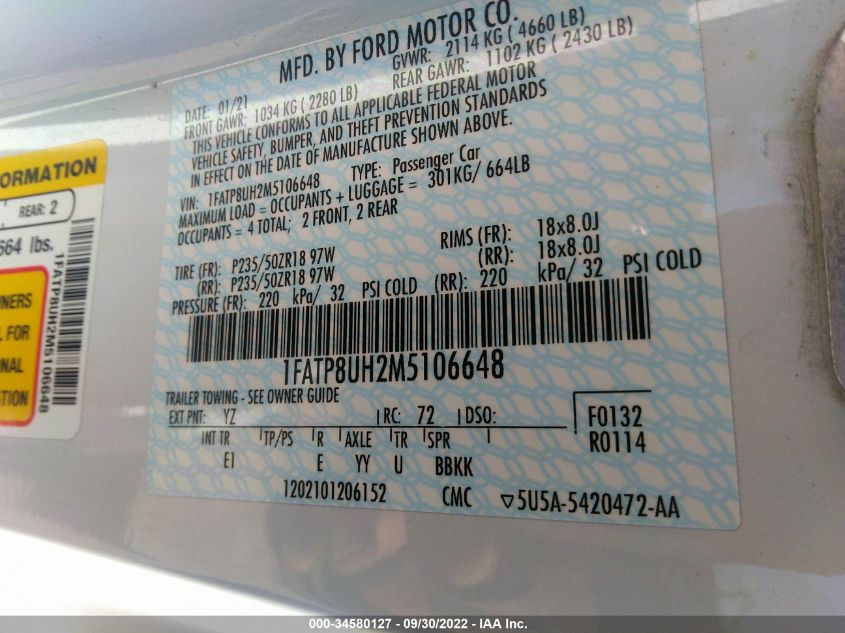 MFD. BY FORD MOTOR CO.
DATE: 01/21
GVWR: 2114 KG ( 4660 LB)
FRONT GAWR: 1034 KG ( 2280 LB)
REAR GAWR: 1102 KG ( 2430 LB)
THIS VEHICLE CONFORMS TO ALL APPLICABLE FEDERAL MOTOR
VEHICLE SAFETY, BUMPER, AND THEFT PREVENTION STANDARDS
IN EFFECT ON THE DATE OF MANUFACTURE SHOWN ABOVE.
VIN: 1FATP8UH2M5106648 TYPE: Passenger Car
MAXIMUM LOAD = OCCUPANTS + LUGGAGE = 301KG/ 664LB
OCCUPANTS = 4 TOTAL; 2 FRONT, 2 REAR
TIRE (FR): P235/50ZR18 97W RIMS (FR): 18x8.0J
(RR): P235/50ZR18 97W (RR): 18x8.0J
PRESSURE (FR): 220 kPa/ 32 PSI COLD (RR): 220 kPa/ 32 PSI COLD
1FATP8UH2M5106648
TRAILER TOWING - SEE OWNER GUIDE
EXT PNT: YZ RC: 72 DSO: F0132
INT TR TP/PS R AXLE TR SPR R0114
E1 E YY U BBKK
1202101206152 CMC ▽5U5A-5420472-AA
ORMATION
REAR: 2
664 lbs.
1FATP8UH2M5106648
NERS
L FOR
ONAL
ION
000-34580127 - 09/30/2022 - IAA Inc.